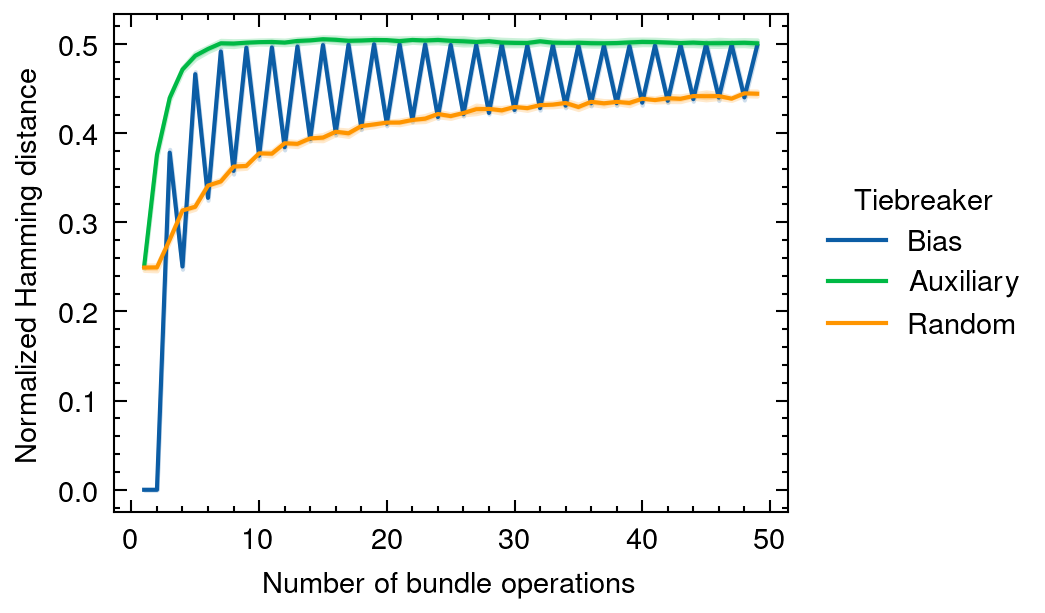 Normalized Hamming distance
0.5
0.4
0.3
0.2
0.1
0.0
0 10 20 30 40 50
Number of bundle operations
Tiebreaker
Bias
Auxiliary
Random